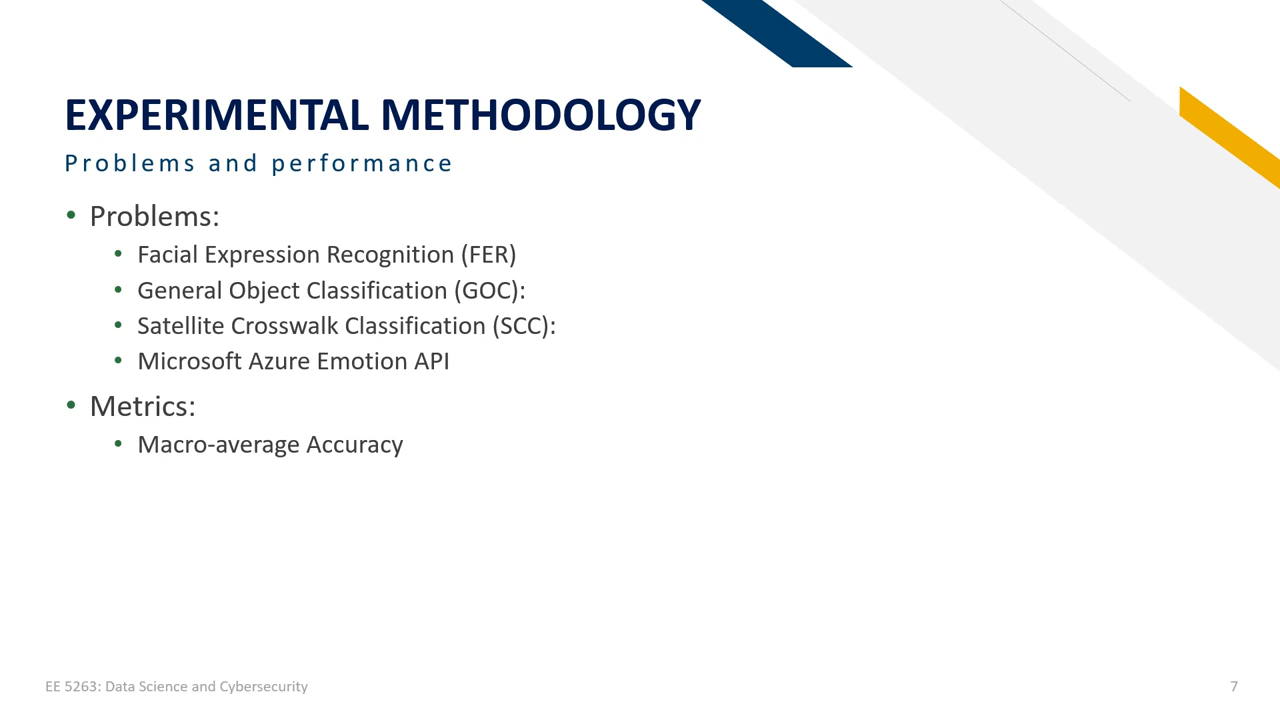 EXPERIMENTAL METHODOLOGY
Problems and performance
• Problems:
• Facial Expression Recognition (FER)
• General Object Classification (GOC):
• Satellite Crosswalk Classification (SCC):
• Microsoft Azure Emotion API
• Metrics:
• Macro-average Accuracy
EE 5263: Data Science and Cybersecurity
7